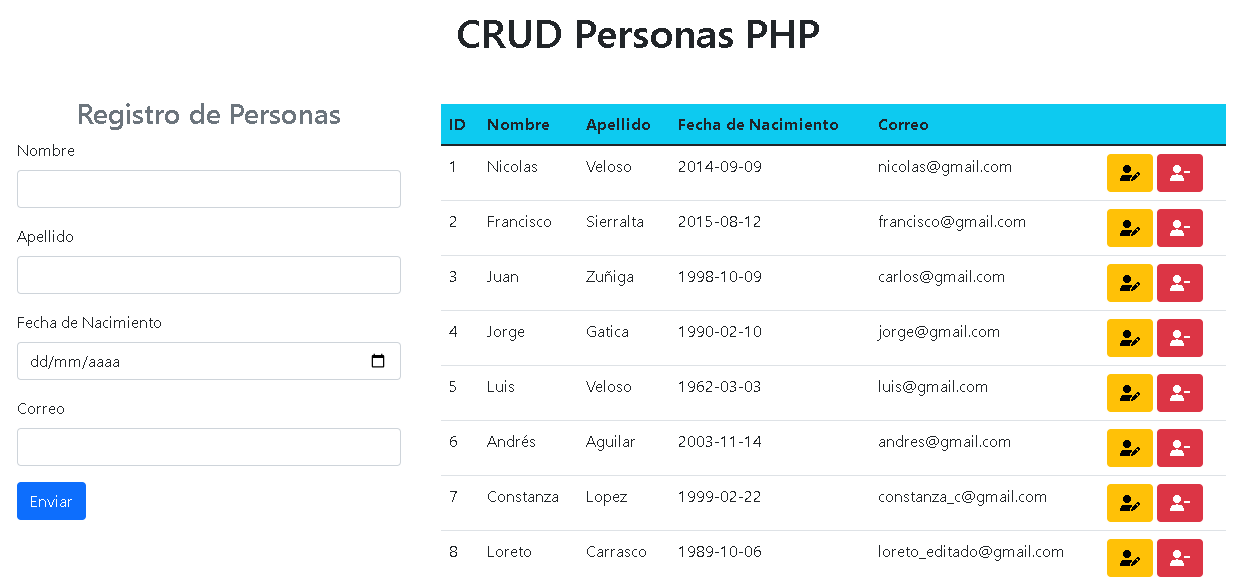 CRUD Personas PHP
Registro de Personas
Nombre
Apellido
Fecha de Nacimiento
dd/mm/aaaa
Correo
Enviar
ID Nombre Apellido Fecha de Nacimiento Correo
1 Nicolas Veloso 2014-09-09 nicolas@gmail.com
2 Francisco Sierralta 2015-08-12 francisco@gmail.com
3 Juan Zuñiga 1998-10-09 carlos@gmail.com
4 Jorge Gatica 1990-02-10 jorge@gmail.com
5 Luis Veloso 1962-03-03 luis@gmail.com
6 Andrés Aguilar 2003-11-14 andres@gmail.com
7 Constanza Lopez 1999-02-22 constanza_c@gmail.com
8 Loreto Carrasco 1989-10-06 loreto_editado@gmail.com